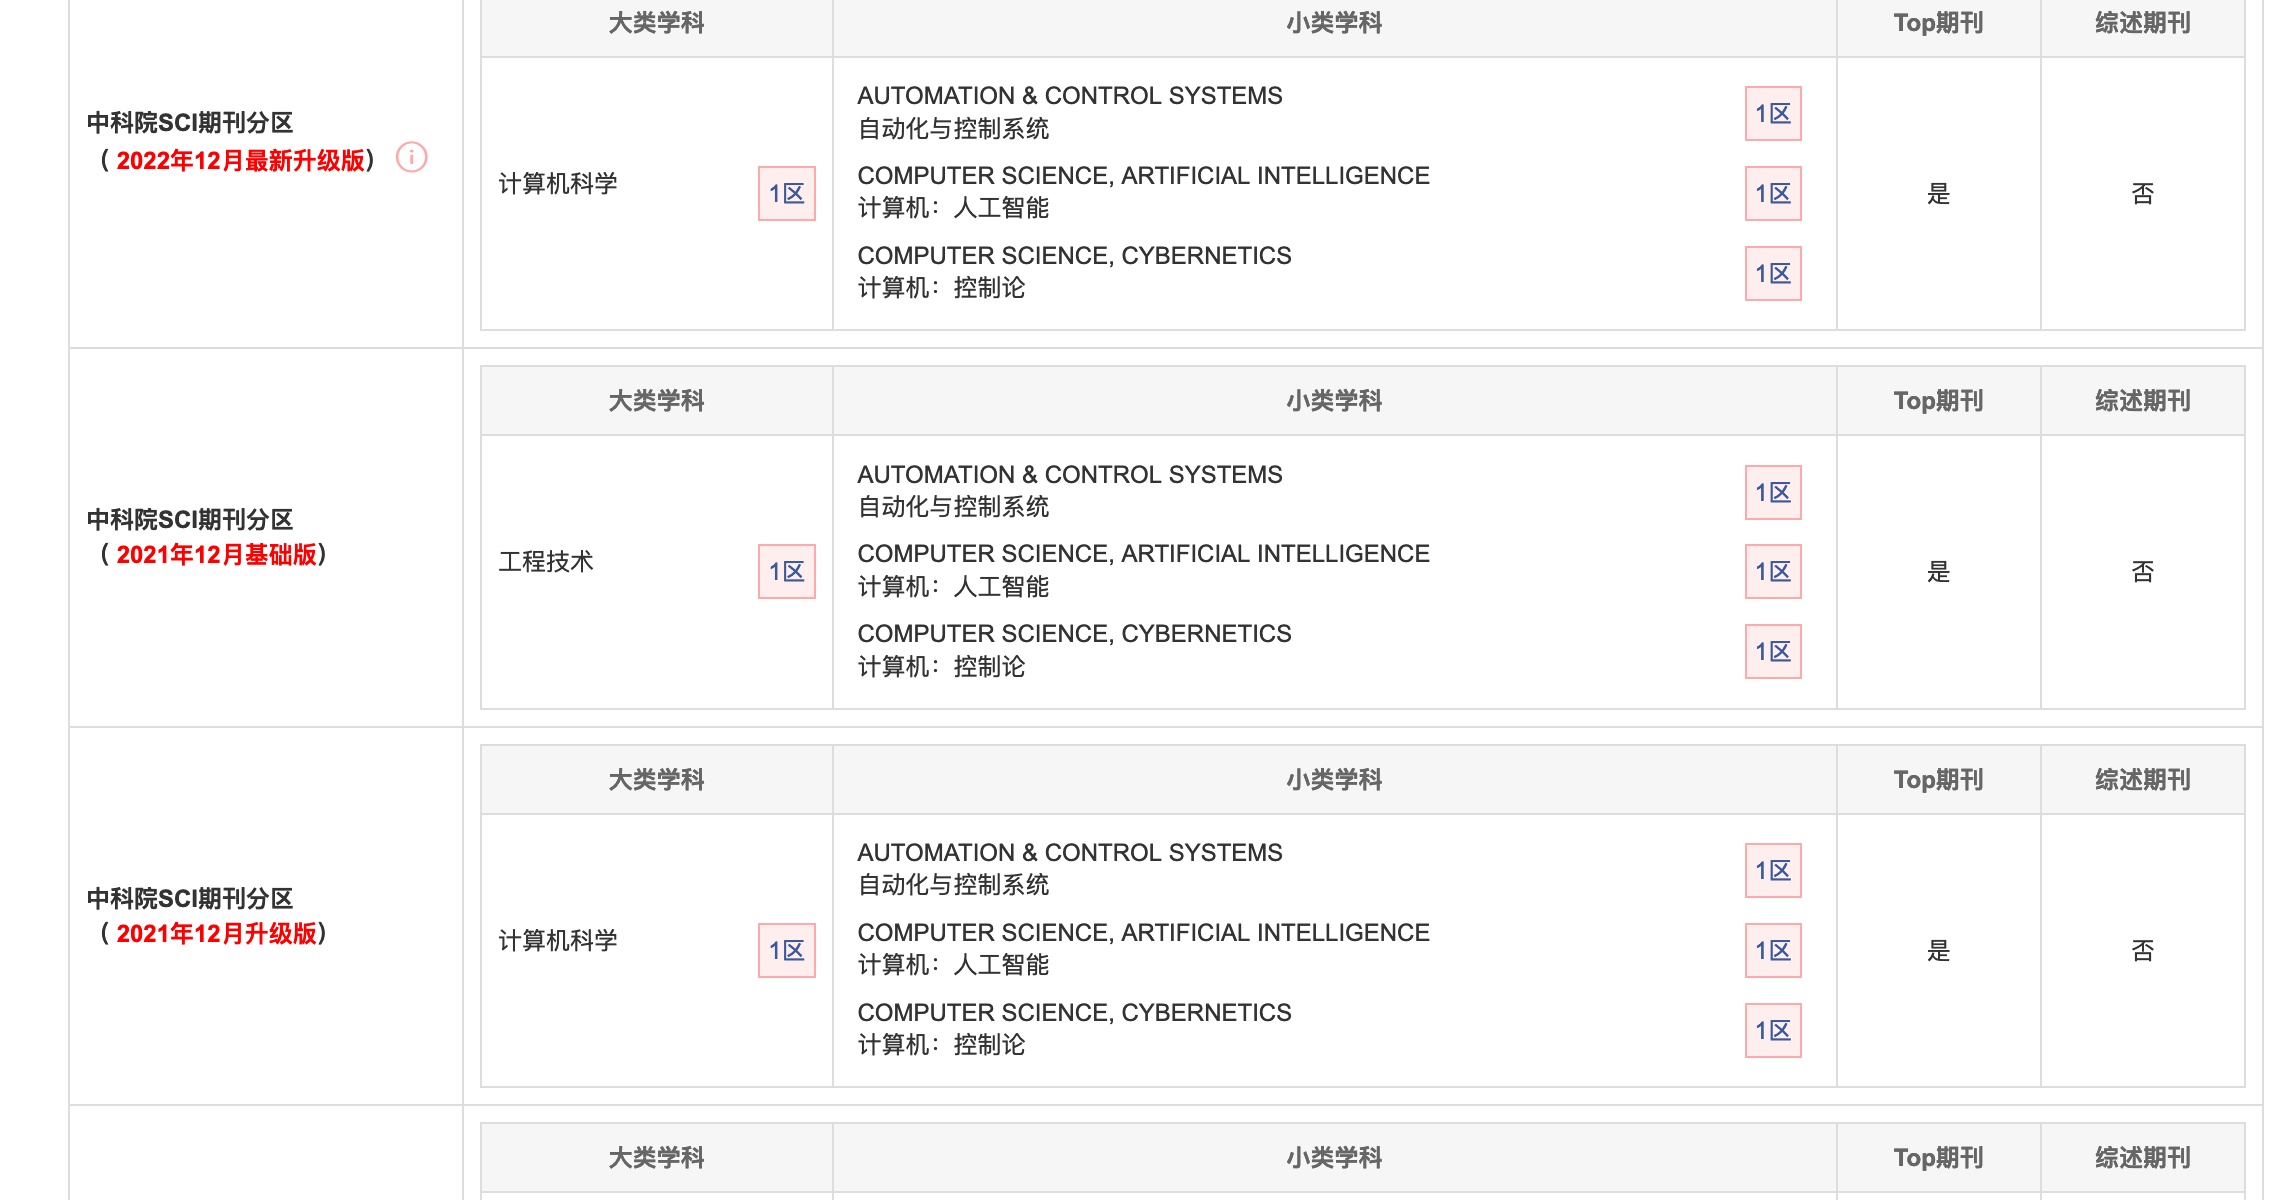 大类学科 小类学科 Top期刊 综述期刊
中科院SCI期刊分区
（ 2022年12月最新升级版）
计算机科学 1区
AUTOMATION & CONTROL SYSTEMS
自动化与控制系统
1区
COMPUTER SCIENCE, ARTIFICIAL INTELLIGENCE
计算机：人工智能
1区
COMPUTER SCIENCE, CYBERNETICS
计算机：控制论
1区
是 否
大类学科 小类学科 Top期刊 综述期刊
中科院SCI期刊分区
（ 2021年12月基础版）
工程技术 1区
AUTOMATION & CONTROL SYSTEMS
自动化与控制系统
1区
COMPUTER SCIENCE, ARTIFICIAL INTELLIGENCE
计算机：人工智能
1区
COMPUTER SCIENCE, CYBERNETICS
计算机：控制论
1区
是 否
大类学科 小类学科 Top期刊 综述期刊
中科院SCI期刊分区
（ 2021年12月升级版）
计算机科学 1区
AUTOMATION & CONTROL SYSTEMS
自动化与控制系统
1区
COMPUTER SCIENCE, ARTIFICIAL INTELLIGENCE
计算机：人工智能
1区
COMPUTER SCIENCE, CYBERNETICS
计算机：控制论
1区
是 否
大类学科 小类学科 Top期刊 综述期刊